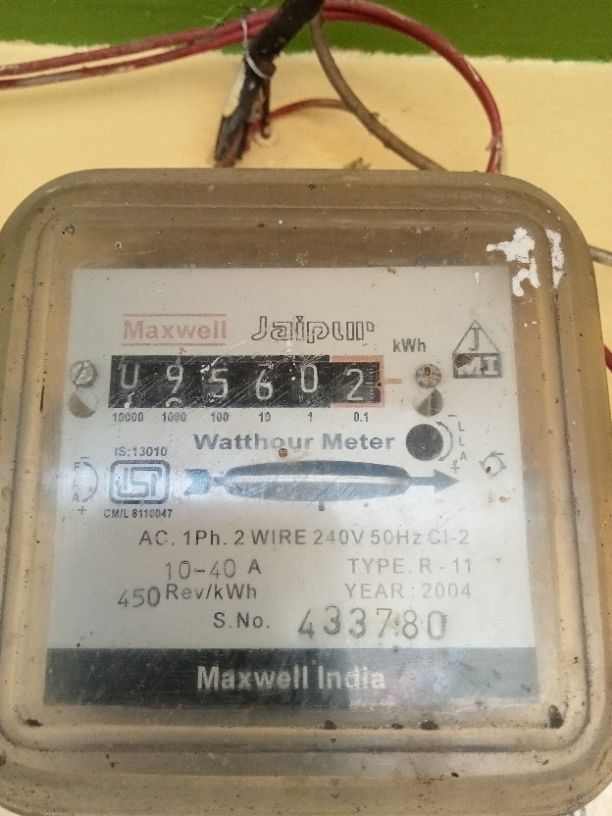 Maxwell Jaipur
kWh
J
MI
0 9 5 6 0 2
10000 1000 100 10 1 0.1
Watthour Meter
IS:13010
ISI
CM/L 8110047
AC. 1Ph. 2 WIRE 240V 50Hz Cl-2
10-40 A TYPE. R-11
450 Rev/kWh YEAR : 2004
S.No. 433780
Maxwell India